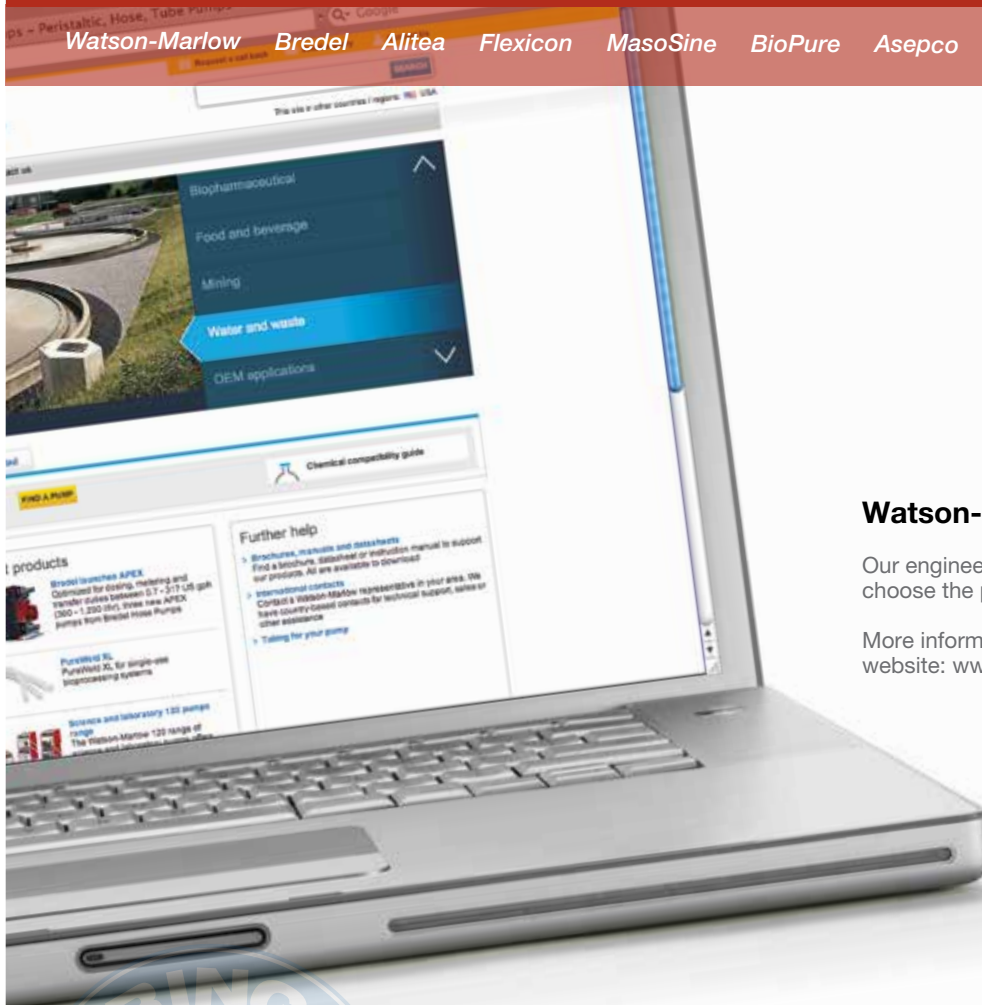 Watson-Marlow Bredel Alitea Flexicon MasoSine BioPure Asepco
ps - Peristaltic, Hose, Tube Pumps
Q- Google
Request a call back
SEARCH
This site in other countries / regions: USA
act us
Biopharmaceutical
Food and beverage
Mining
Water and waste
OEM applications
FIND A PUMP
Chemical compatibility guide
t products
Bredel launches APEX
Optimized for dosing, metering and
transfer duties between 0.7 - 317 US gph
three new APEX
pumps from Bredel Hose Pumps
PureWeld XL
PureWeld XL for single-use
bioprocessing systems
Science and laboratory 120 pumps
range
The Watson-Marlow 120 range of
Further help
> Brochures, manuals and datasheets
Find a brochure, datasheet or instruction manual to support
our products. All are available to download
> International contacts
Contact a Watson-Marlow representative in your area. We
have country-based contacts for technical support, sales or
other assistance
> Tubing for your pump
Watson-
Our enginee
choose the p
More inform
website: ww